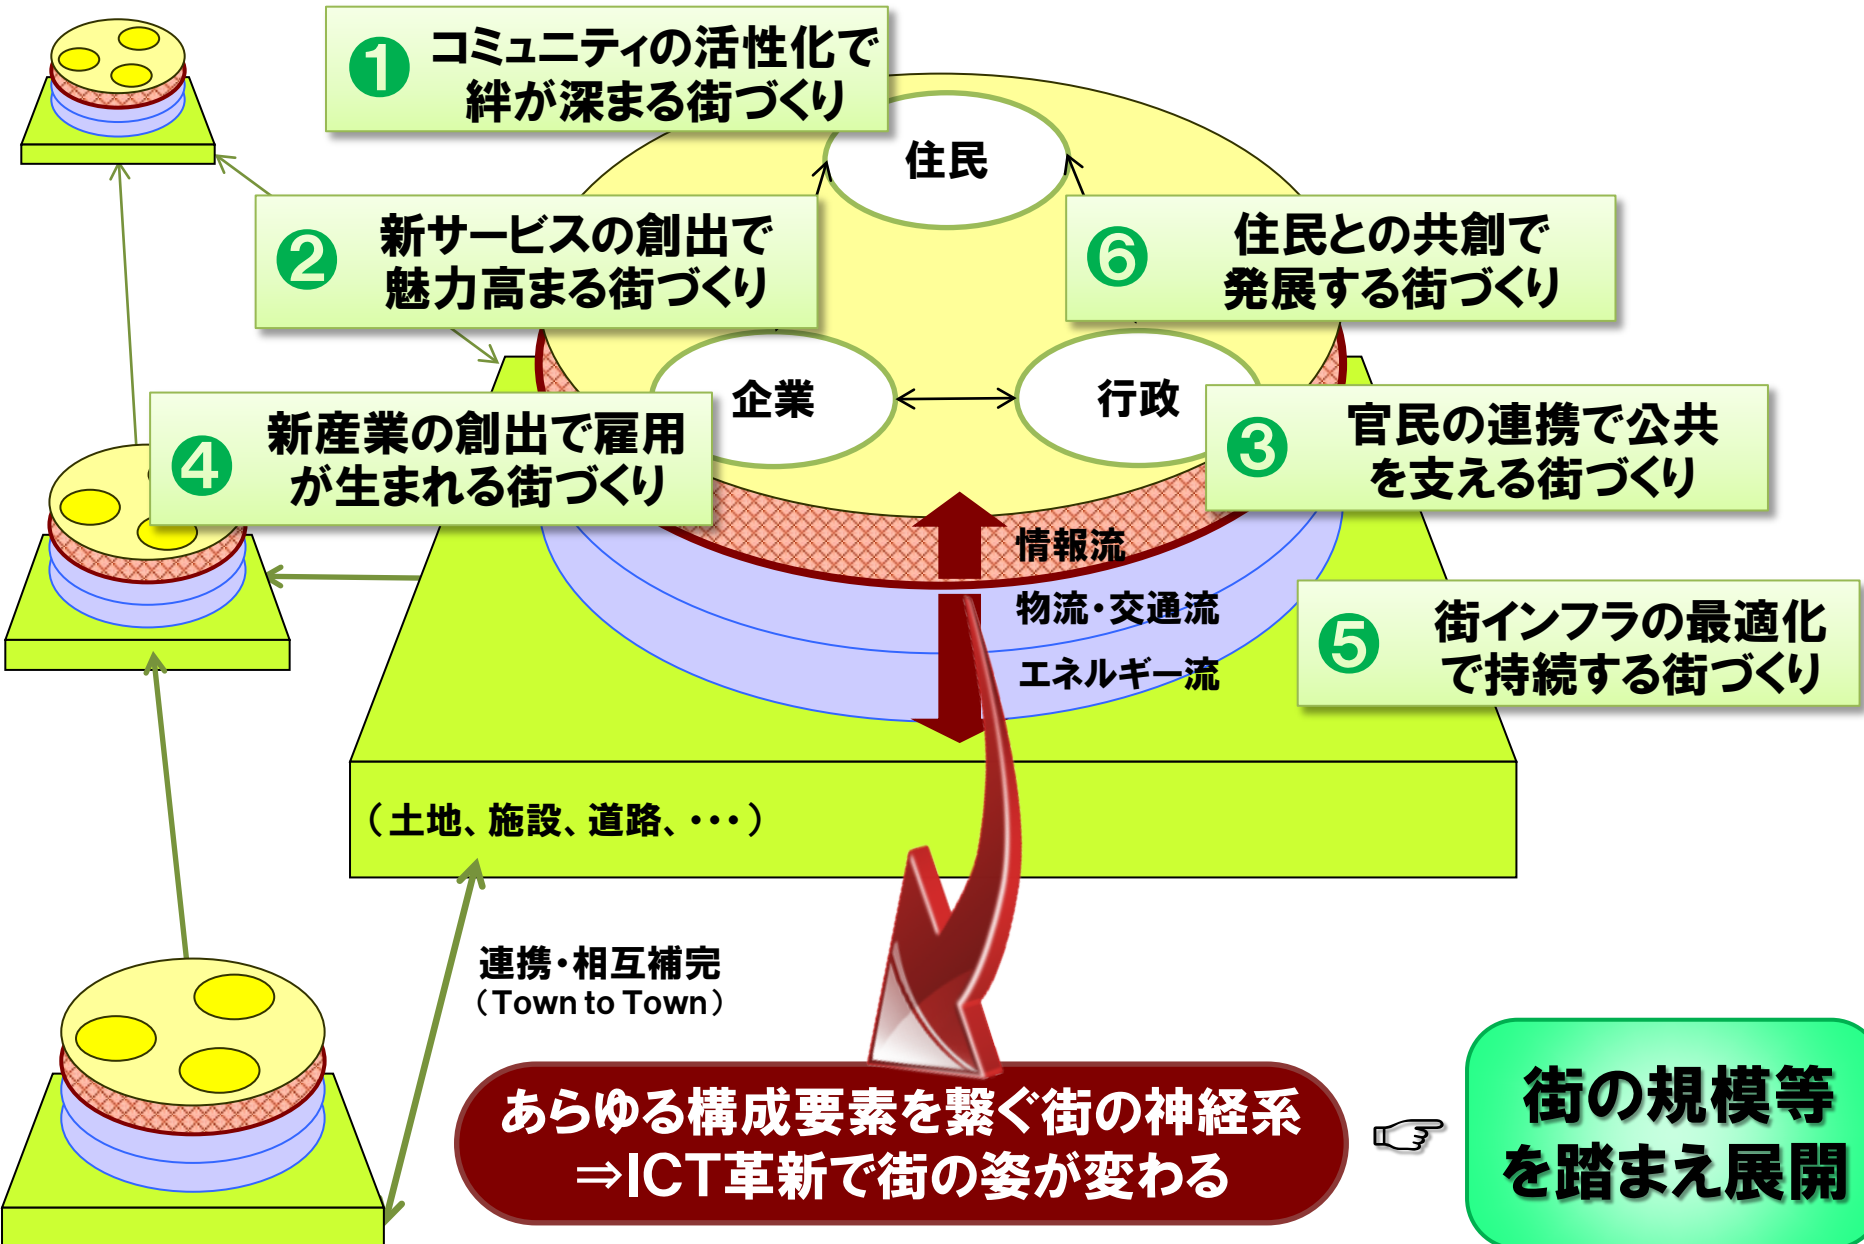 ❶ コミュニティの活性化で
絆が深まる街づくり
住民
❷ 新サービスの創出で
魅力高まる街づくり
❻ 住民との共創で
発展する街づくり
企業
行政
❹ 新産業の創出で雇用
が生まれる街づくり
❸ 官民の連携で公共
を支える街づくり
情報流
物流・交通流
エネルギー流
❺ 街インフラの最適化
で持続する街づくり
（土地、施設、道路、・・・）
連携・相互補完
（Town to Town）
あらゆる構成要素を繋ぐ街の神経系
⇒ICT革新で街の姿が変わる
☞
街の規模等
を踏まえ展開